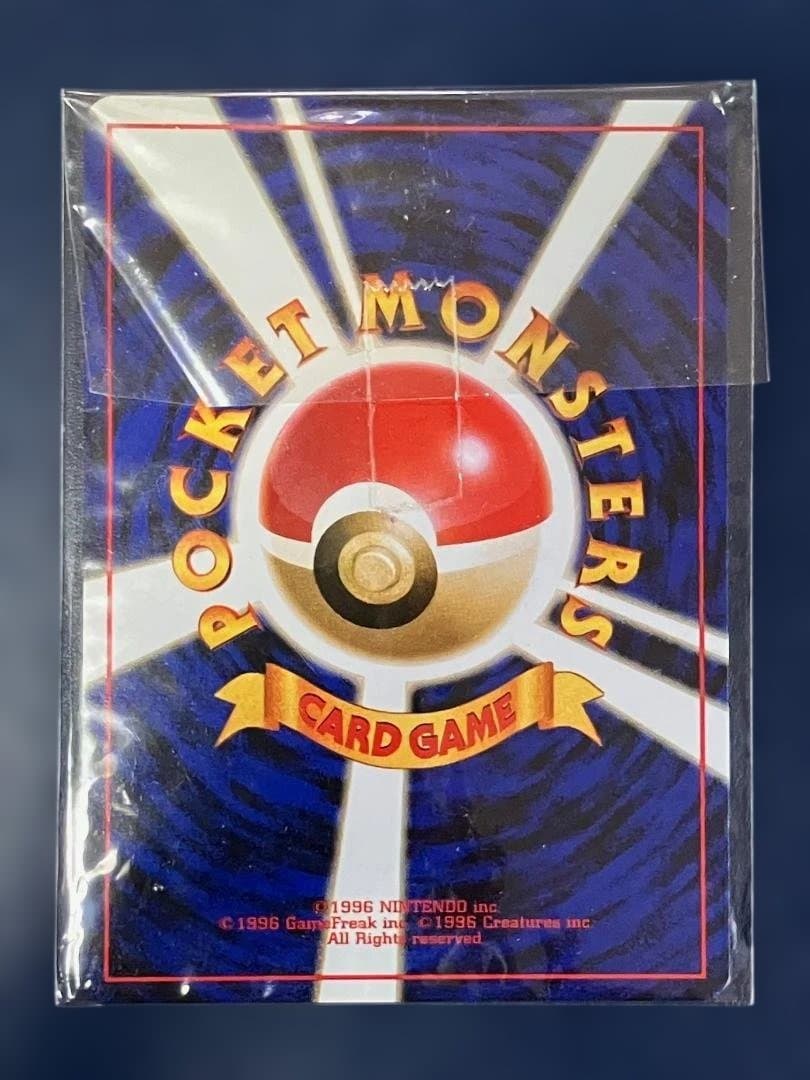 POCKET MONSTERS
CARD GAME
©1996 NINTENDO inc.
©1996 GameFreak inc. ©1996 Creatures inc.
All Rights reserved